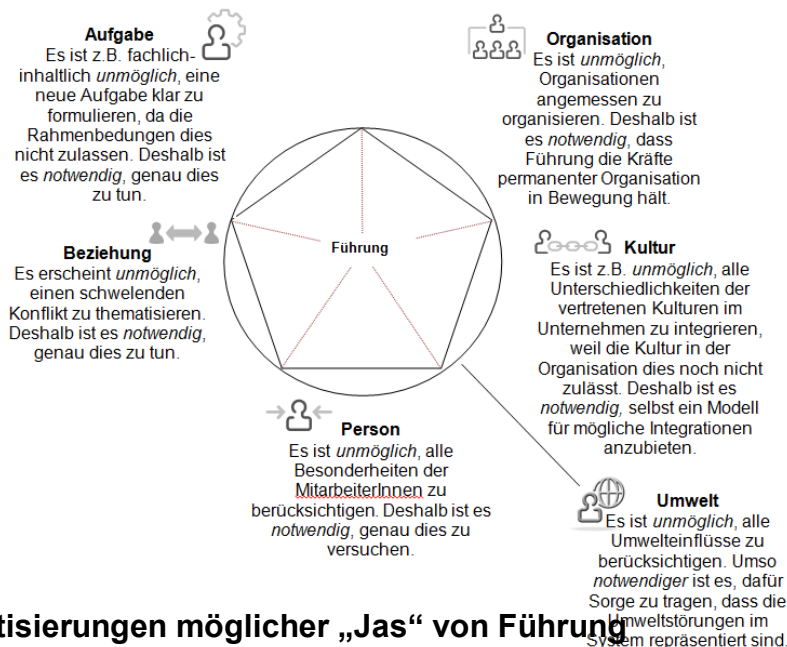 Aufgabe
Es ist z.B. fachlich-
inhaltlich unmöglich, eine
neue Aufgabe klar zu
formulieren, da die
Rahmenbedungen dies
nicht zulassen. Deshalb ist
es notwendig, genau dies
zu tun.
Organisation
Es ist unmöglich,
Organisationen
angemessen zu
organisieren. Deshalb ist
es notwendig, dass
Führung die Kräfte
permanenter Organisation
in Bewegung hält.
Führung
Beziehung
Es erscheint unmöglich,
einen schwelenden
Konflikt zu thematisieren.
Deshalb ist es notwendig,
genau dies zu tun.
Kultur
Es ist z.B. unmöglich, alle
Unterschiedlichkeiten der
vertretenen Kulturen im
Unternehmen zu integrieren,
weil die Kultur in der
Organisation dies noch nicht
zulässt. Deshalb ist es
notwendig, selbst ein Modell
für mögliche Integrationen
anzubieten.
Person
Es ist unmöglich, alle
Besonderheiten der
MitarbeiterInnen zu
berücksichtigen. Deshalb ist es
notwendig, genau dies zu
versuchen.
Umwelt
Es ist unmöglich, alle
Umwelteinflüsse zu
berücksichtigen. Umso
notwendiger ist es, dafür
Sorge zu tragen, dass die
Umweltstörungen im
System repräsentiert sind.
tisierungen möglicher „Jas“ von Führung